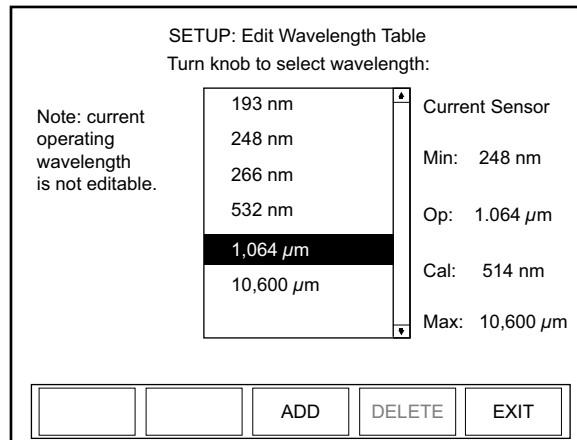 SETUP: Edit Wavelength Table
Turn knob to select wavelength:
Note: current
operating
wavelength
is not editable.
193 nm
248 nm
266 nm
532 nm
1,064 µm
10,600 µm
Current Sensor
Min: 248 nm
Op: 1.064 µm
Cal: 514 nm
Max: 10,600 µm
ADD
DELETE
EXIT